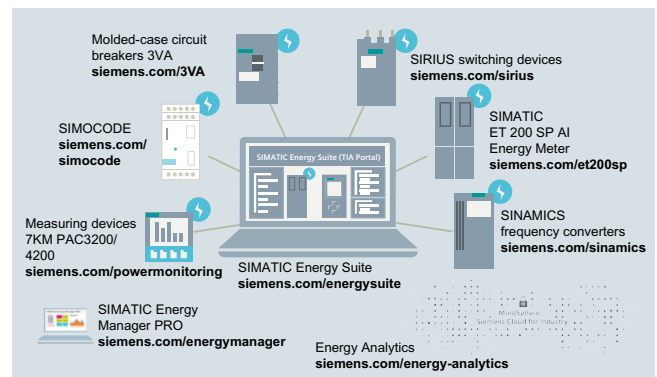 Molded-case circuit
breakers 3VA
siemens.com/3VA
SIRIUS switching devices
siemens.com/sirius
SIMOCODE
siemens.com/
simocode
SIMATIC Energy Suite (TIA Portal)
SIMATIC
ET 200 SP AI
Energy Meter
siemens.com/et200sp
Measuring devices
7KM PAC3200/
4200
siemens.com/powermonitoring
SINAMICS
frequency converters
siemens.com/sinamics
SIMATIC Energy Suite
siemens.com/energysuite
SIMATIC Energy
Manager PRO
siemens.com/energymanager
MindSphere
Siemens Cloud for Industry
Energy Analytics
siemens.com/energy-analytics